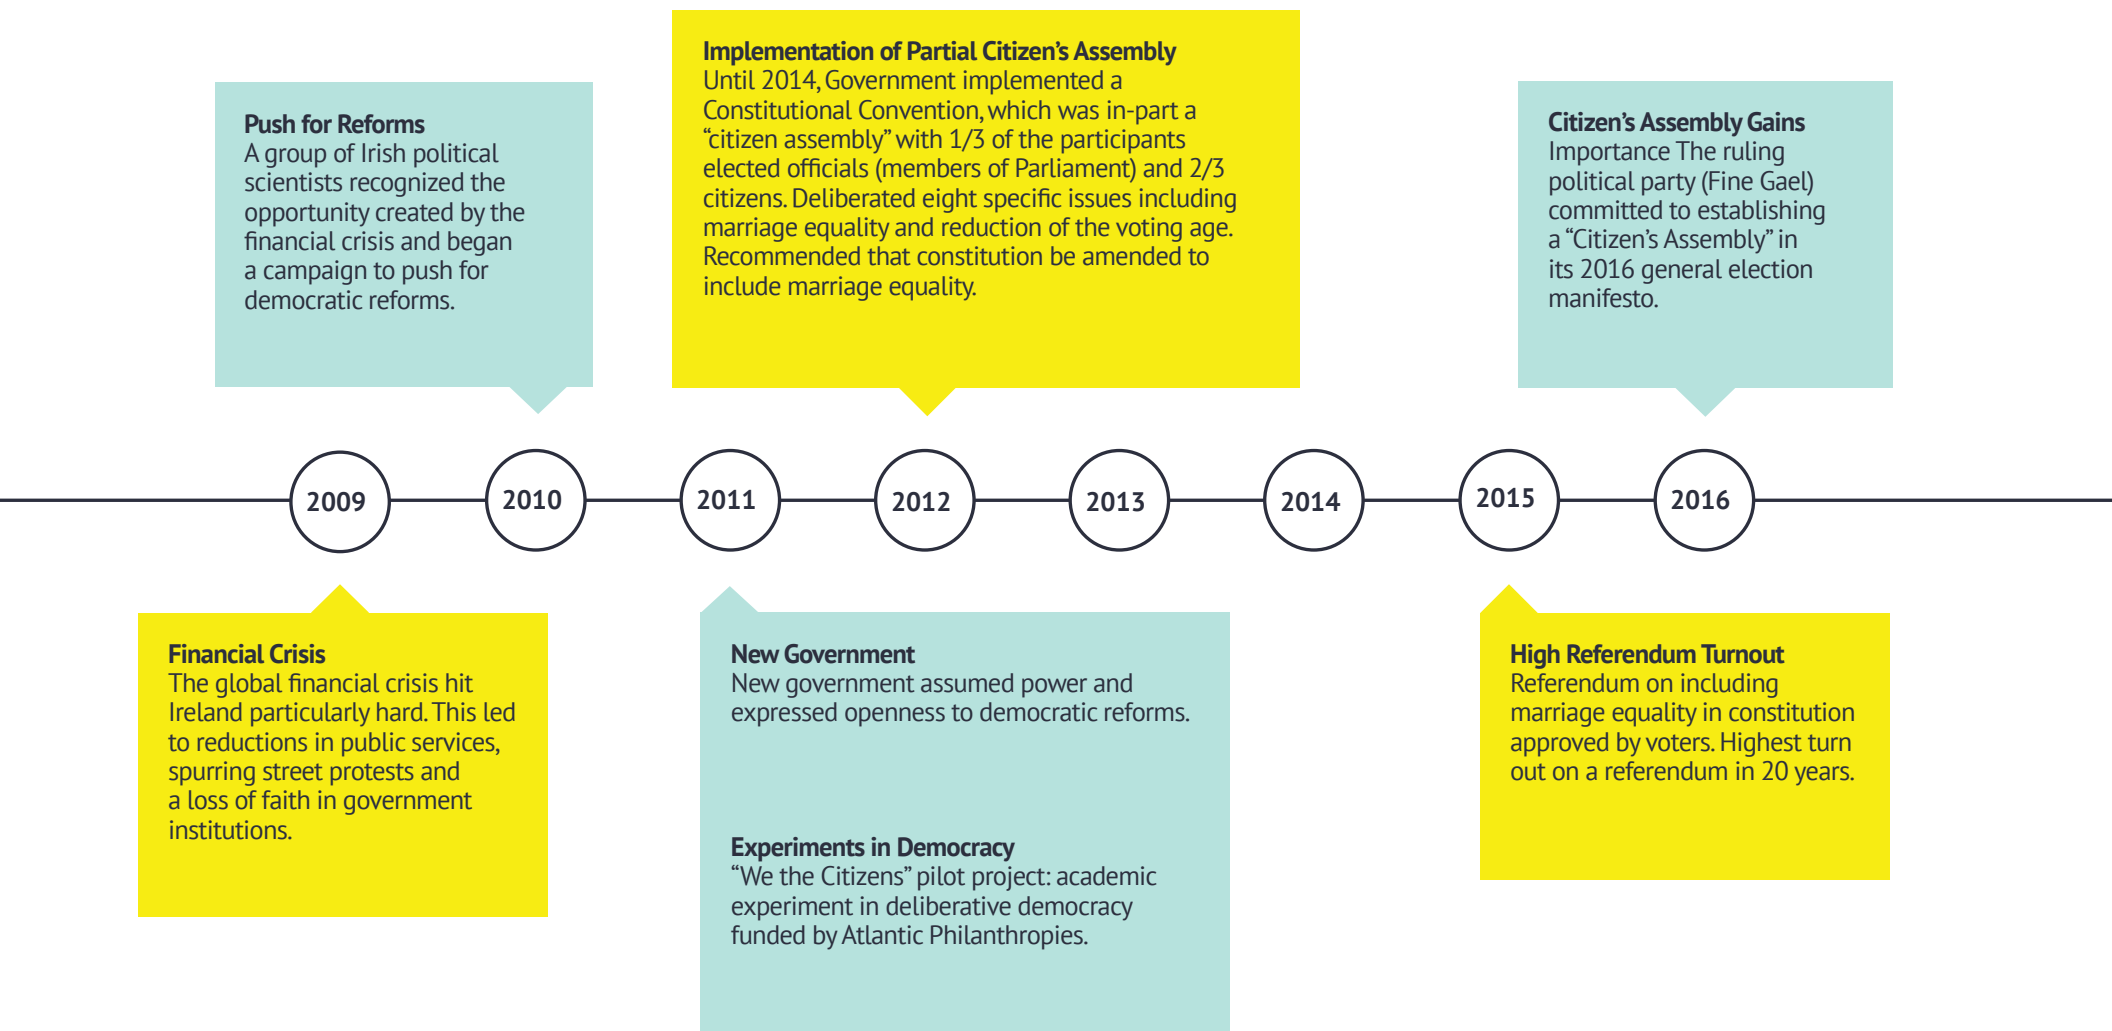 Push for Reforms
A group of Irish political
scientists recognized the
opportunity created by the
financial crisis and began
a campaign to push for
democratic reforms.
Implementation of Partial Citizen’s Assembly
Until 2014, Government implemented a
Constitutional Convention, which was in-part a
“citizen assembly” with 1/3 of the participants
elected officials (members of Parliament) and 2/3
citizens. Deliberated eight specific issues including
marriage equality and reduction of the voting age.
Recommended that constitution be amended to
include marriage equality.
Citizen’s Assembly Gains
Importance The ruling
political party (Fine Gael)
committed to establishing
a “Citizen’s Assembly” in
its 2016 general election
manifesto.
2009 2010 2011 2012 2013 2014 2015 2016
Financial Crisis
The global financial crisis hit
Ireland particularly hard. This led
to reductions in public services,
spurring street protests and
a loss of faith in government
institutions.
New Government
New government assumed power and
expressed openness to democratic reforms.
Experiments in Democracy
“We the Citizens” pilot project: academic
experiment in deliberative democracy
funded by Atlantic Philanthropies.
High Referendum Turnout
Referendum on including
marriage equality in constitution
approved by voters. Highest turn
out on a referendum in 20 years.